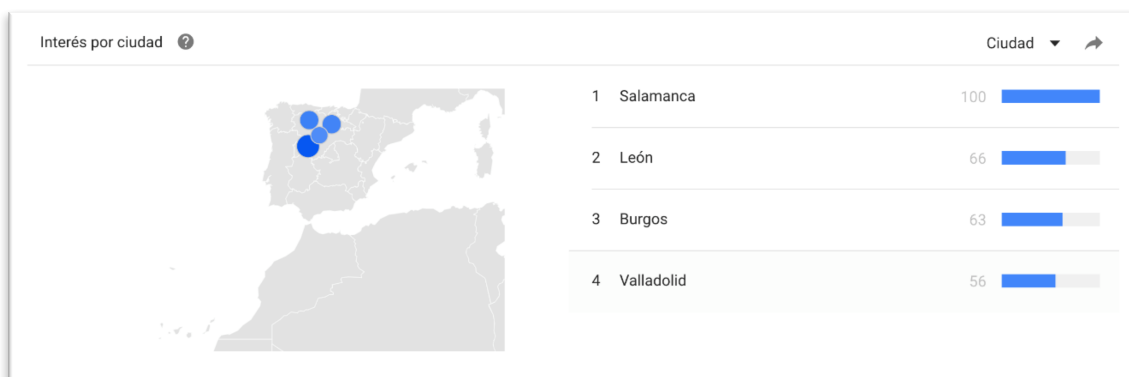 Interés por ciudad
Ciudad
1 Salamanca 100
2 León 66
3 Burgos 63
4 Valladolid 56